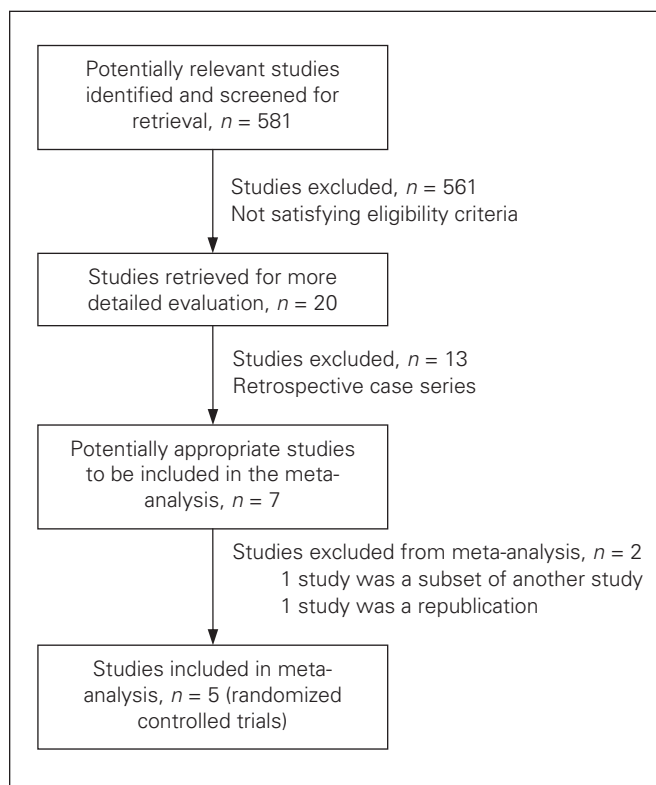 Potentially relevant studies
identified and screened for
retrieval, n = 581
Studies excluded, n = 561
Not satisfying eligibility criteria
Studies retrieved for more
detailed evaluation, n = 20
Studies excluded, n = 13
Retrospective case series
Potentially appropriate studies
to be included in the meta-
analysis, n = 7
Studies excluded from meta-analysis, n = 2
1 study was a subset of another study
1 study was a republication
Studies included in meta-
analysis, n = 5 (randomized
controlled trials)